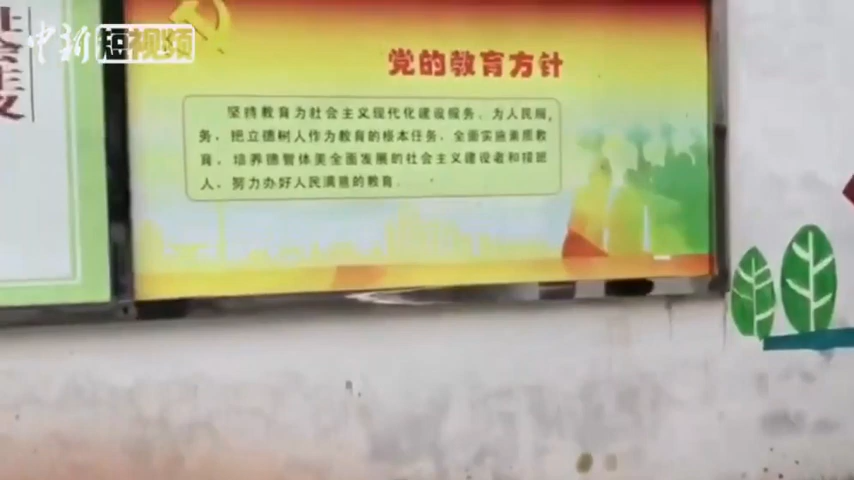 中新短视频
社会主义
党的教育方针
坚持教育为社会主义现代化建设服务、为人民服
务，把立德树人作为教育的根本任务，全面实施素质教
育，培养德智体美全面发展的社会主义建设者和接班
人，努力办好人民满意的教育。